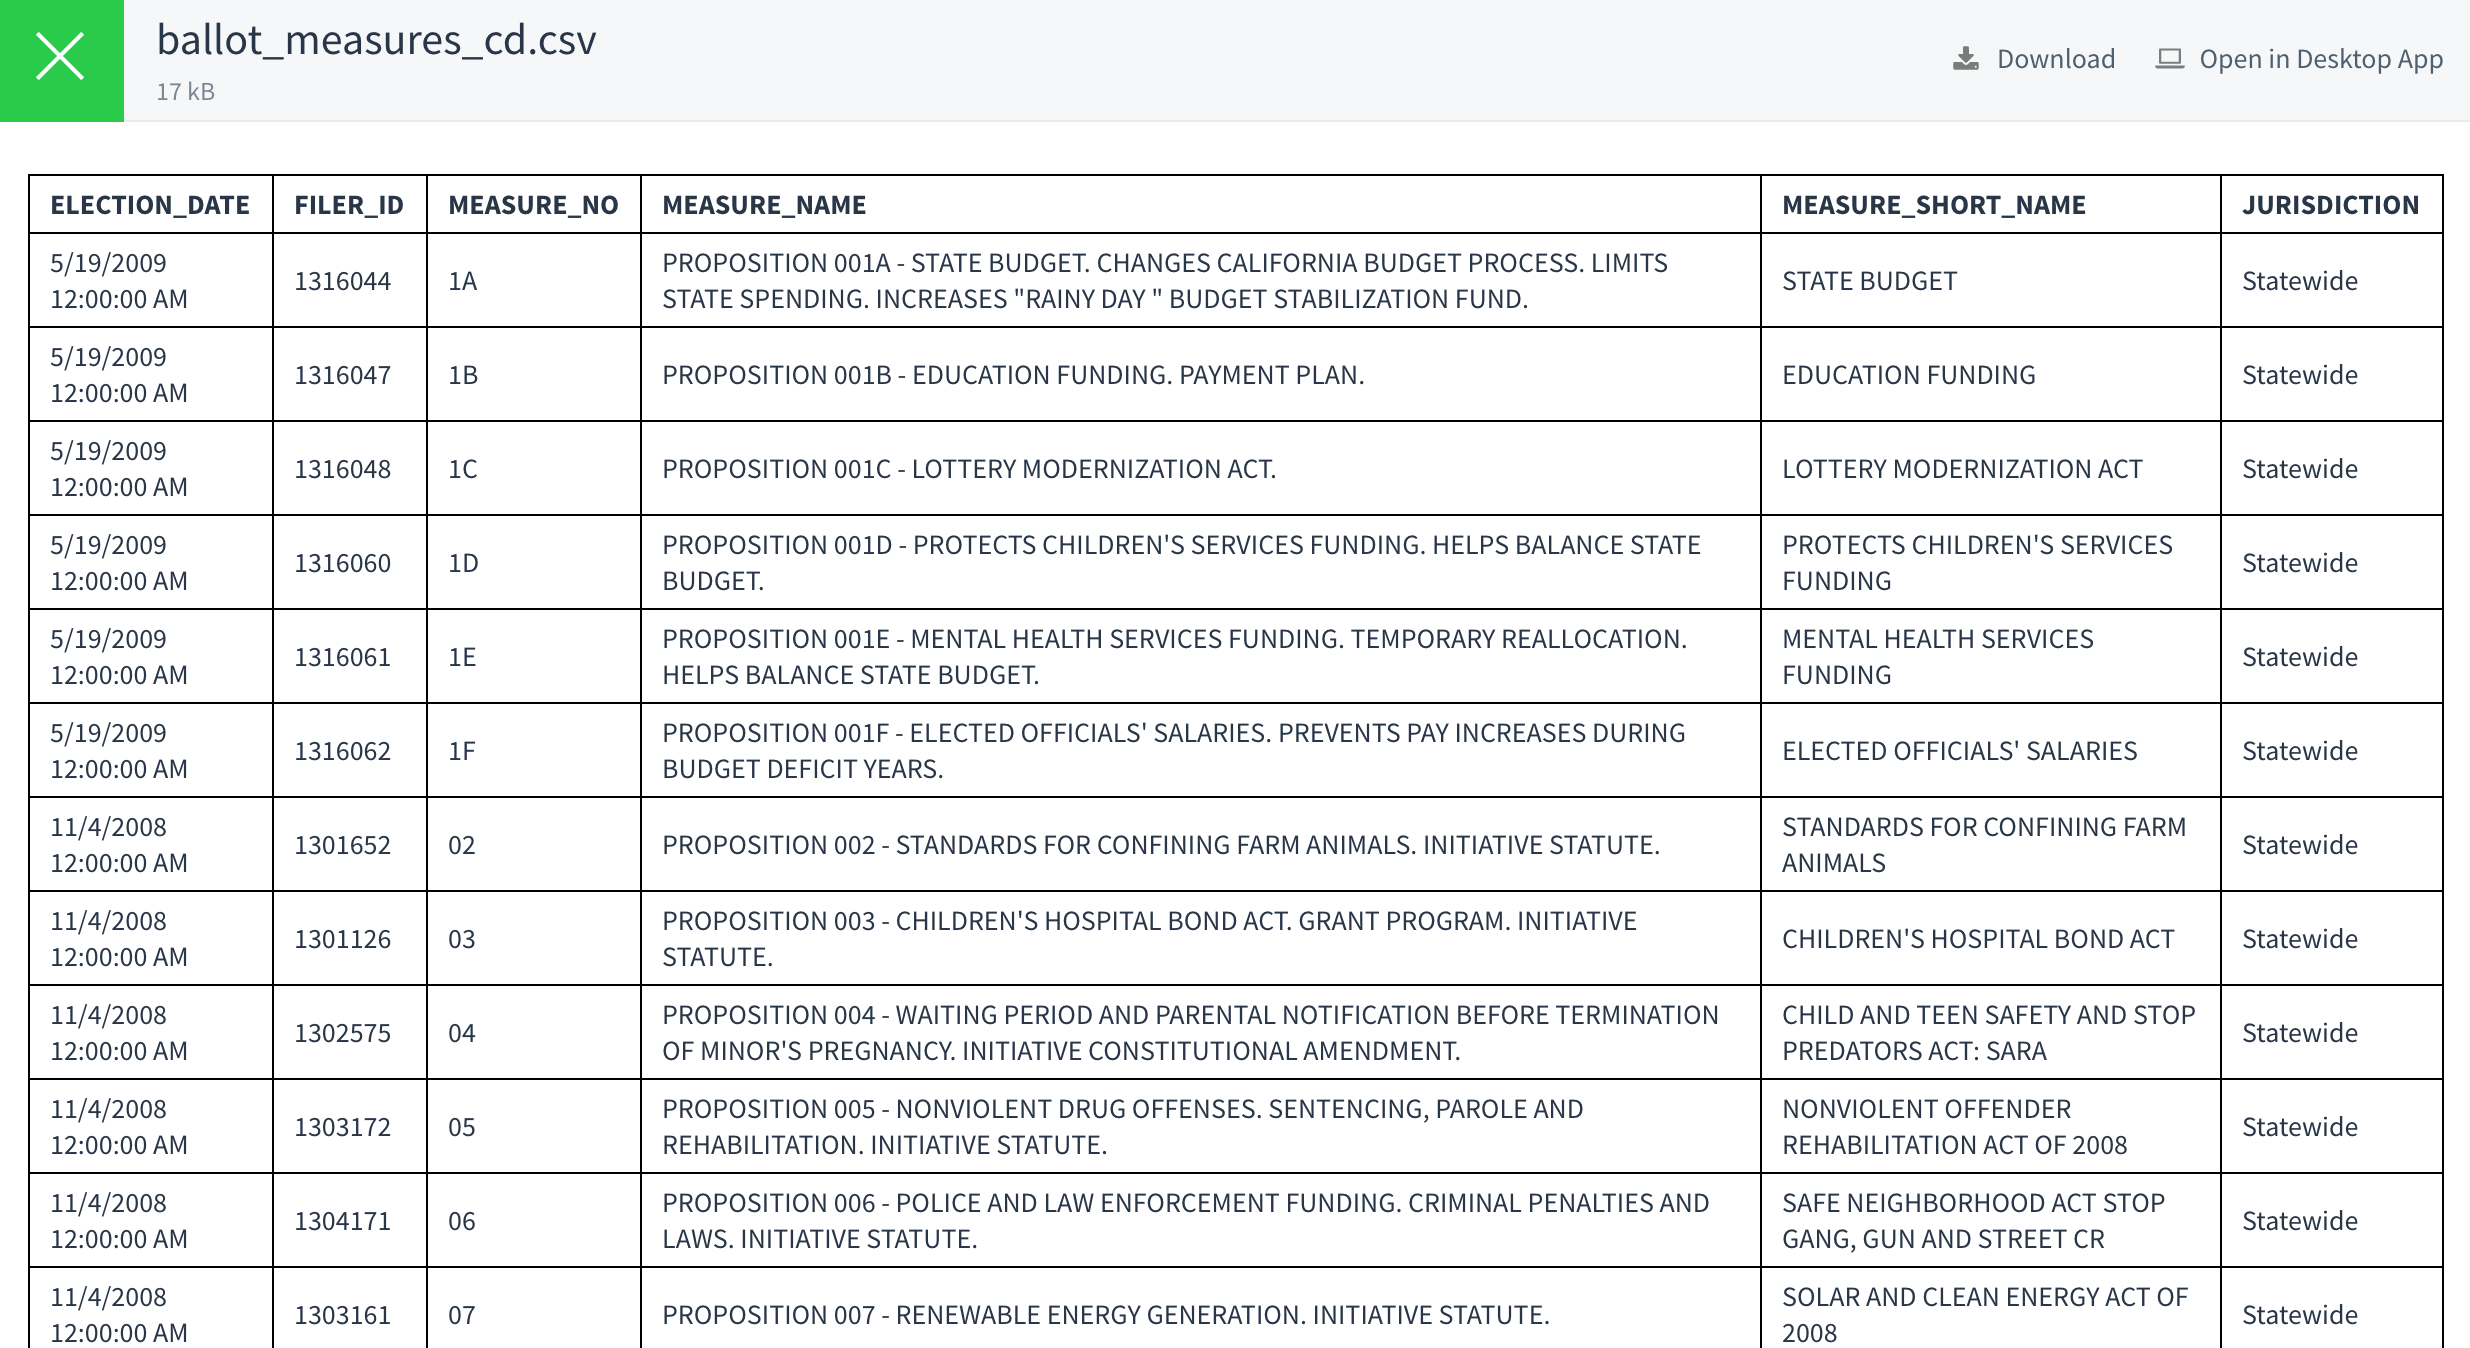 ballot_measures_cd.csv
17 kB
Download
Open in Desktop App
ELECTION_DATE FILER_ID MEASURE_NO MEASURE_NAME MEASURE_SHORT_NAME JURISDICTION
5/19/2009
12:00:00 AM
1316044
1A
PROPOSITION 001A - STATE BUDGET. CHANGES CALIFORNIA BUDGET PROCESS. LIMITS
STATE SPENDING. INCREASES "RAINY DAY " BUDGET STABILIZATION FUND.
STATE BUDGET
Statewide
5/19/2009
12:00:00 AM
1316047
1B
PROPOSITION 001B - EDUCATION FUNDING. PAYMENT PLAN.
EDUCATION FUNDING
Statewide
5/19/2009
12:00:00 AM
1316048
1C
PROPOSITION 001C - LOTTERY MODERNIZATION ACT.
LOTTERY MODERNIZATION ACT
Statewide
5/19/2009
12:00:00 AM
1316060
1D
PROPOSITION 001D - PROTECTS CHILDREN'S SERVICES FUNDING. HELPS BALANCE STATE
BUDGET.
PROTECTS CHILDREN'S SERVICES
FUNDING
Statewide
5/19/2009
12:00:00 AM
1316061
1E
PROPOSITION 001E - MENTAL HEALTH SERVICES FUNDING. TEMPORARY REALLOCATION.
HELPS BALANCE STATE BUDGET.
MENTAL HEALTH SERVICES
FUNDING
Statewide
5/19/2009
12:00:00 AM
1316062
1F
PROPOSITION 001F - ELECTED OFFICIALS' SALARIES. PREVENTS PAY INCREASES DURING
BUDGET DEFICIT YEARS.
ELECTED OFFICIALS' SALARIES
Statewide
11/4/2008
12:00:00 AM
1301652
02
PROPOSITION 002 - STANDARDS FOR CONFINING FARM ANIMALS. INITIATIVE STATUTE.
STANDARDS FOR CONFINING FARM
ANIMALS
Statewide
11/4/2008
12:00:00 AM
1301126
03
PROPOSITION 003 - CHILDREN'S HOSPITAL BOND ACT. GRANT PROGRAM. INITIATIVE
STATUTE.
CHILDREN'S HOSPITAL BOND ACT
Statewide
11/4/2008
12:00:00 AM
1302575
04
PROPOSITION 004 - WAITING PERIOD AND PARENTAL NOTIFICATION BEFORE TERMINATION
OF MINOR'S PREGNANCY. INITIATIVE CONSTITUTIONAL AMENDMENT.
CHILD AND TEEN SAFETY AND STOP
PREDATORS ACT: SARA
Statewide
11/4/2008
12:00:00 AM
1303172
05
PROPOSITION 005 - NONVIOLENT DRUG OFFENSES. SENTENCING, PAROLE AND
REHABILITATION. INITIATIVE STATUTE.
NONVIOLENT OFFENDER
REHABILITATION ACT OF 2008
Statewide
11/4/2008
12:00:00 AM
1304171
06
PROPOSITION 006 - POLICE AND LAW ENFORCEMENT FUNDING. CRIMINAL PENALTIES AND
LAWS. INITIATIVE STATUTE.
SAFE NEIGHBORHOOD ACT STOP
GANG, GUN AND STREET CR
Statewide
11/4/2008
12:00:00 AM
1303161
07
PROPOSITION 007 - RENEWABLE ENERGY GENERATION. INITIATIVE STATUTE.
SOLAR AND CLEAN ENERGY ACT OF
2008
Statewide